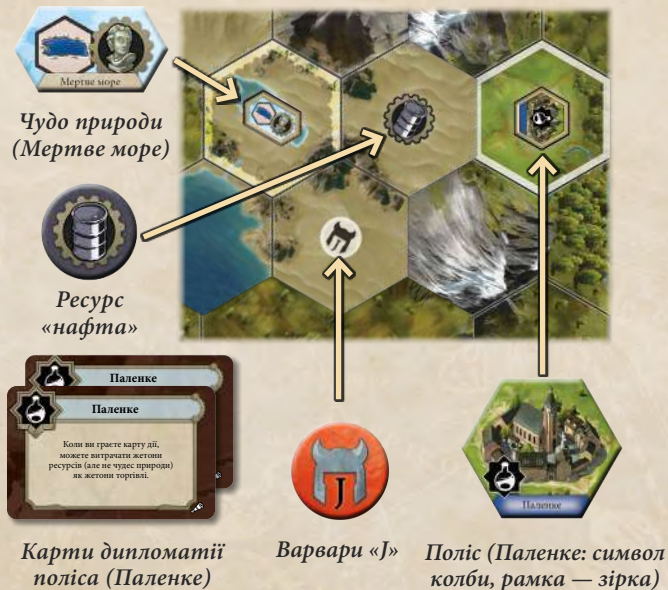 Мертве море
Чудо природи
(Мертве море)
Ресурс
«нафта»
Паленке
Паленке
Коли ви граєте карту дії,
можете витрачати жетони
ресурсів (але не чудес природи)
як жетони торгівлі.
Карти дипломатії
поліса (Паленке)
J
Варвари «J»
Паленке
Поліс (Паленке: символ
колби, рамка — зірка)